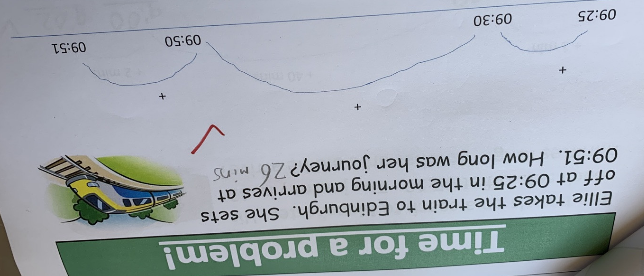 Time for a problem!
Ellie takes the train to Edinburgh. She sets
off at 09:25 in the morning and arrives at
09:51. How long was her journey? 26 mins
+ + +
09:25 09:30 09:50 09:51